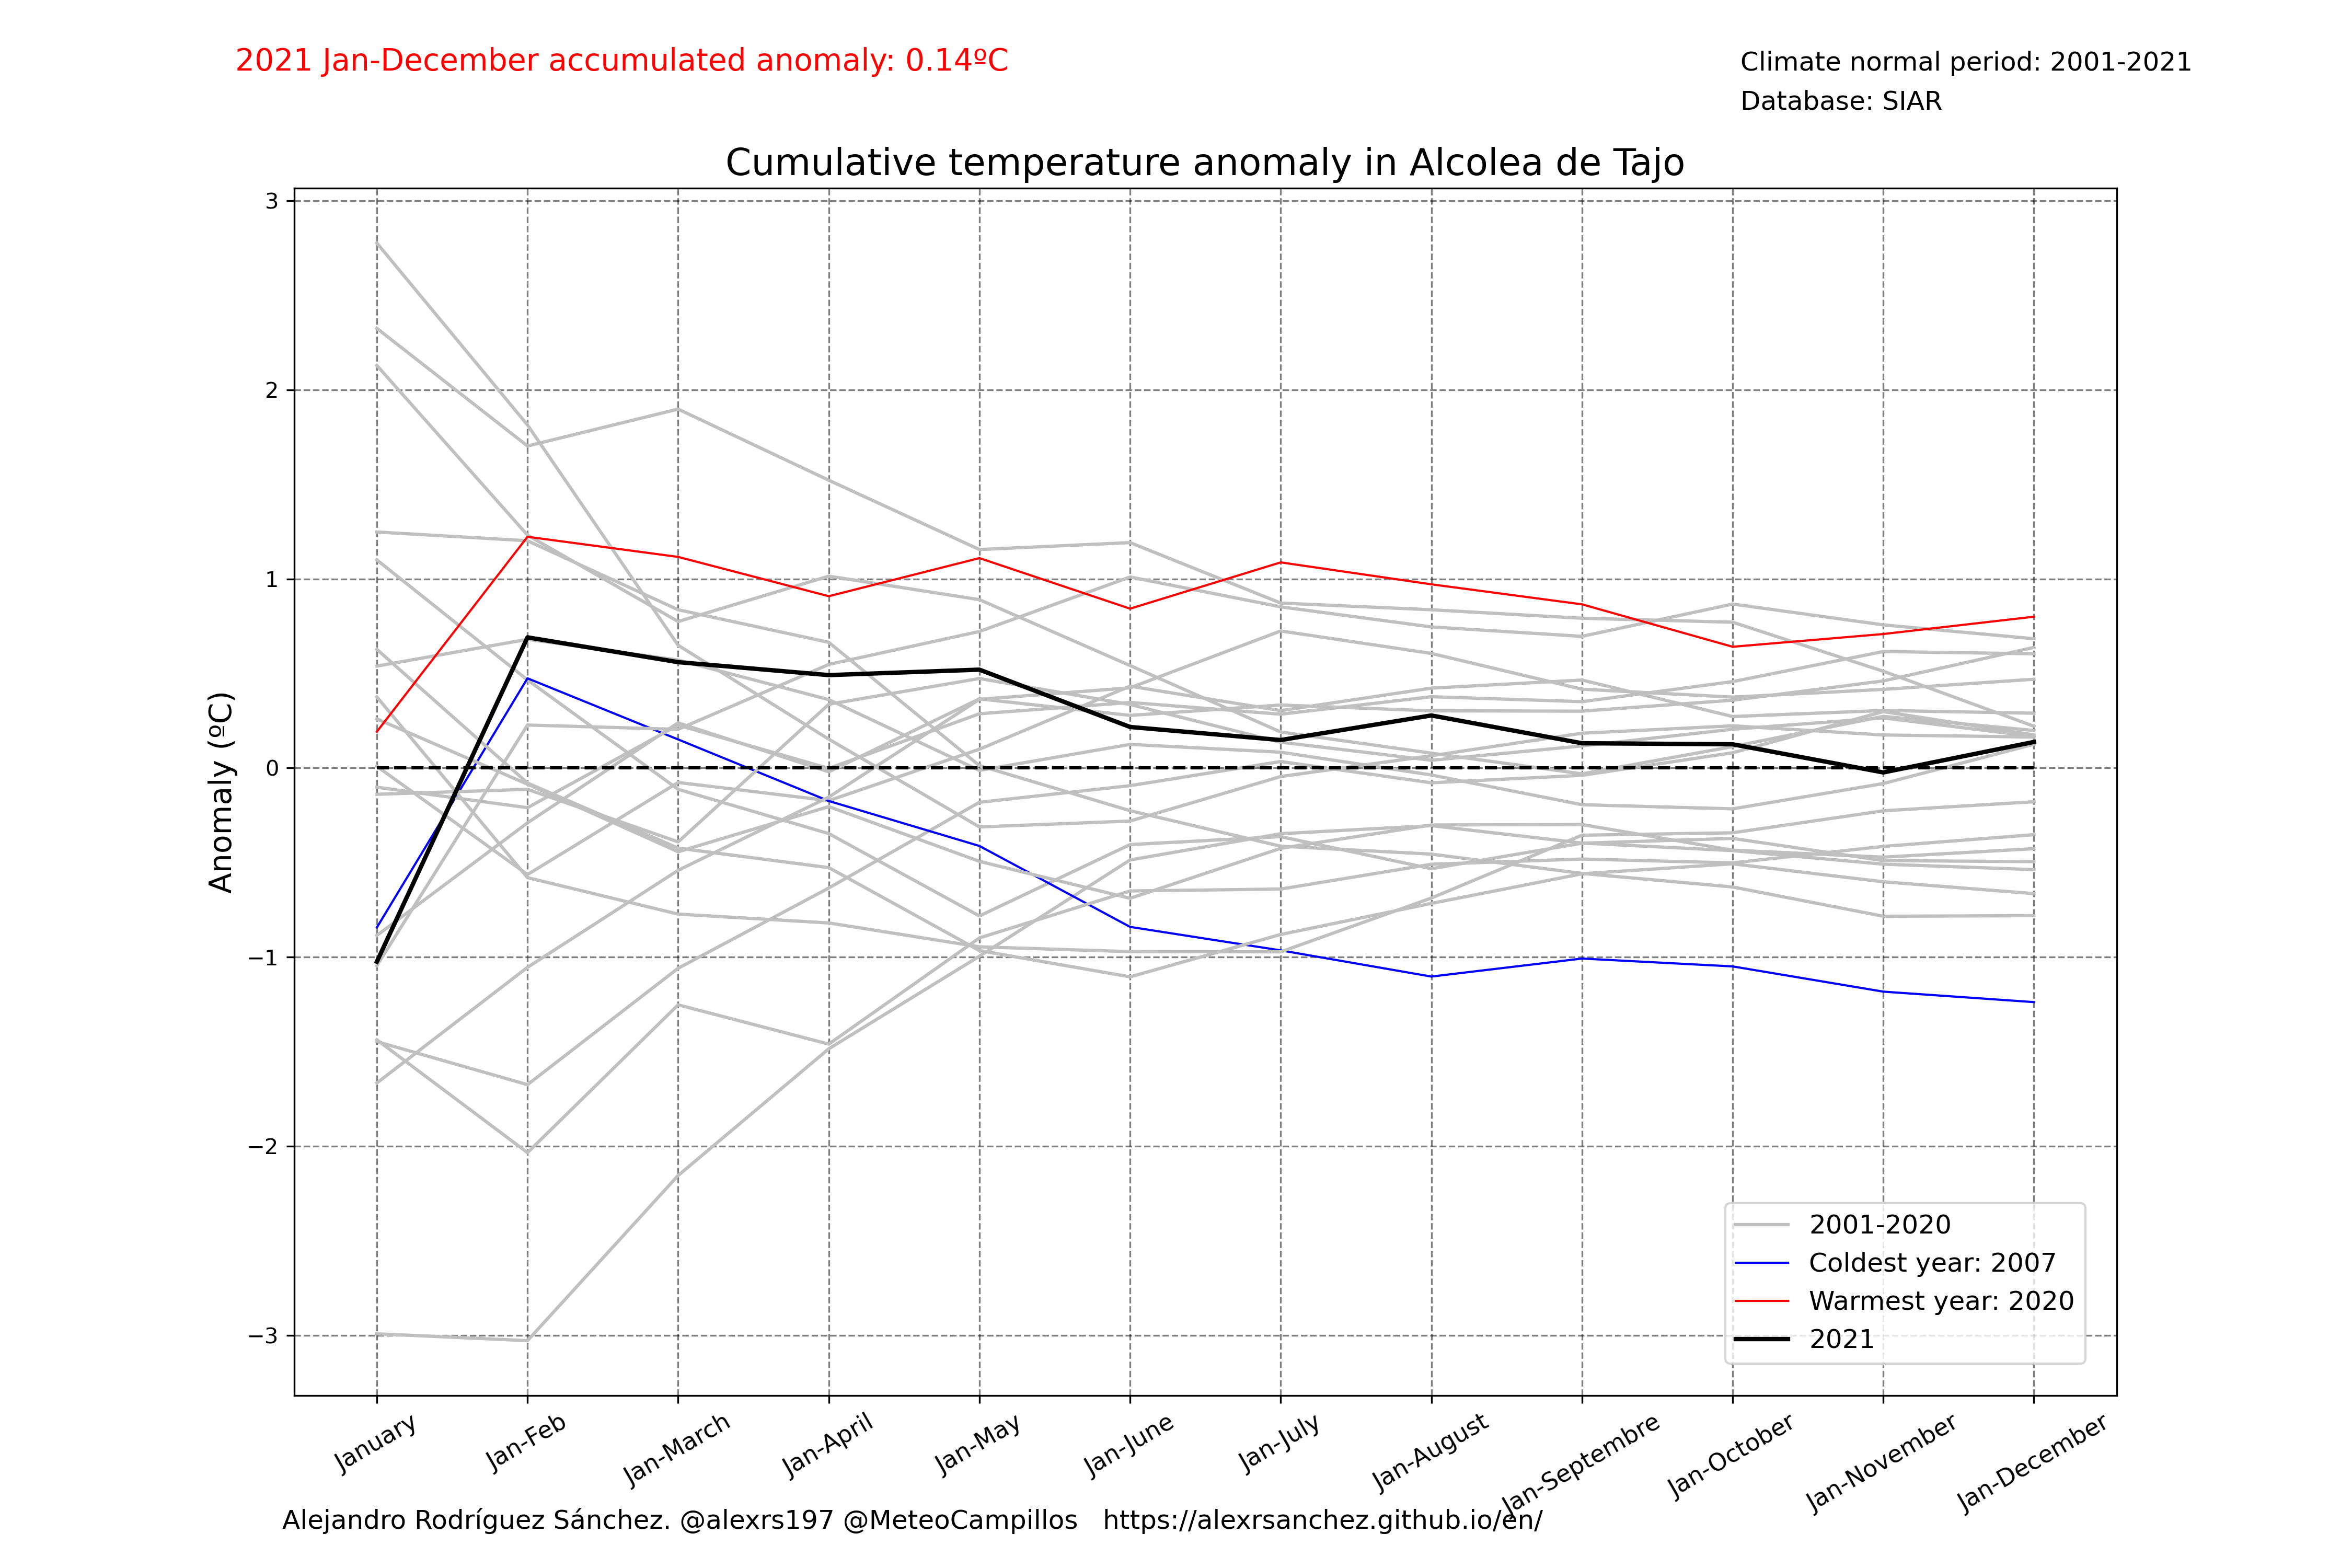 2021 Jan-December accumulated anomaly: 0.14ºC
Climate normal period: 2001-2021
Database: SIAR
Cumulative temperature anomaly in Alcolea de Tajo
Anomaly (ºC)
3
2
1
0
−1
−2
−3
2001-2020
Coldest year: 2007
Warmest year: 2020
2021
January
Jan-Feb
Jan-March
Jan-April
Jan-May
Jan-June
Jan-July
Jan-August
Jan-Septembre
Jan-October
Jan-November
Jan-December
Alejandro Rodríguez Sánchez. @alexrs197 @MeteoCampillos   https://alexrsanchez.github.io/en/